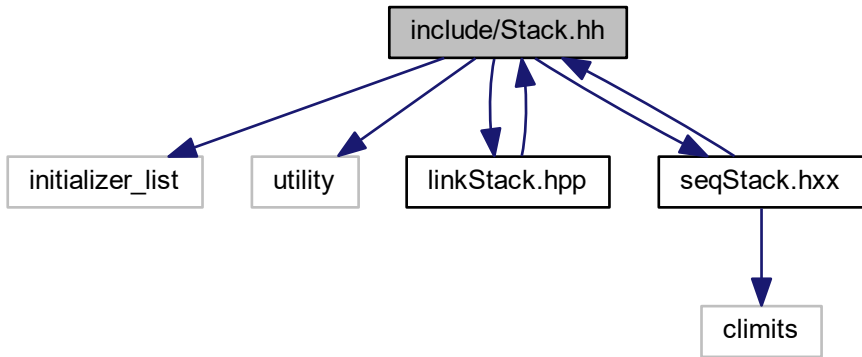 include/Stack.hh
initializer_list
utility
linkStack.hpp
seqStack.hxx
climits